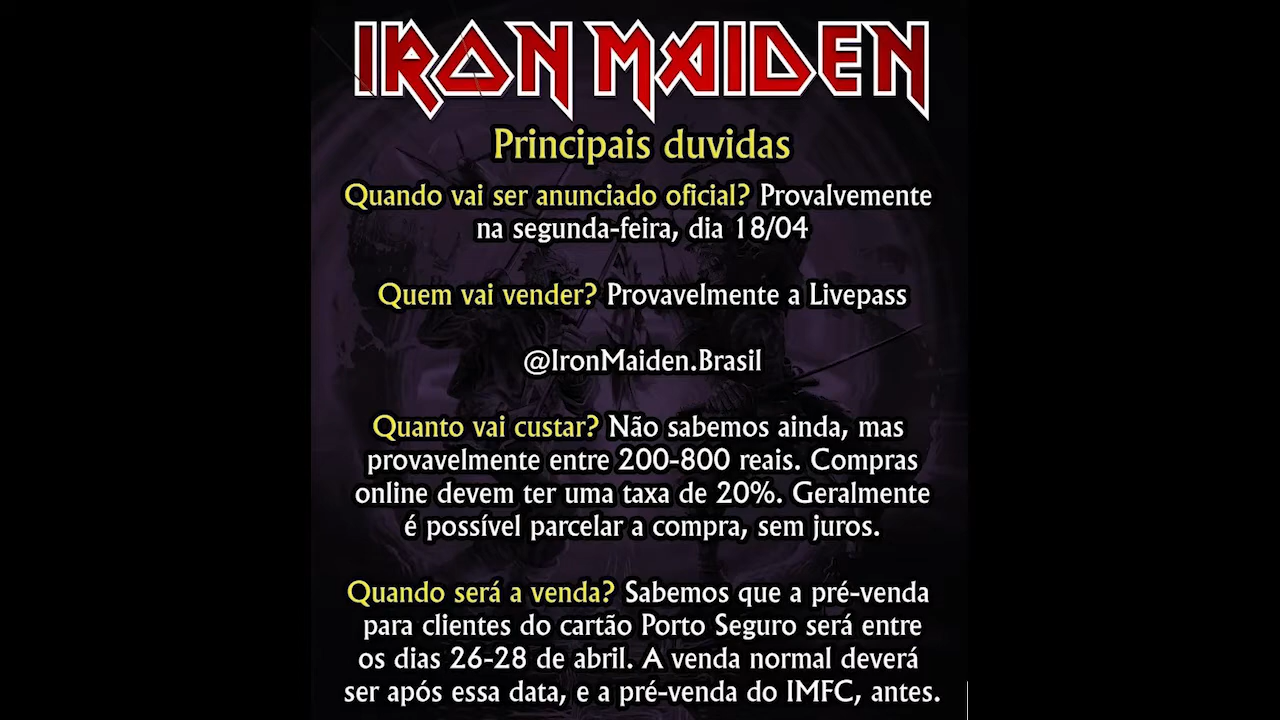 IRON MAIDEN
Principais duvidas
Quando vai ser anunciado oficial? Provalvemente
na segunda-feira, dia 18/04
Quem vai vender? Provavelmente a Livepass
@IronMaiden.Brasil
Quanto vai custar? Não sabemos ainda, mas
provavelmente entre 200-800 reais. Compras
online devem ter uma taxa de 20%. Geralmente
é possível parcelar a compra, sem juros.
Quando será a venda? Sabemos que a pré-venda
para clientes do cartão Porto Seguro será entre
os dias 26-28 de abril. A venda normal deverá
ser após essa data, e a pré-venda do IMFC, antes.